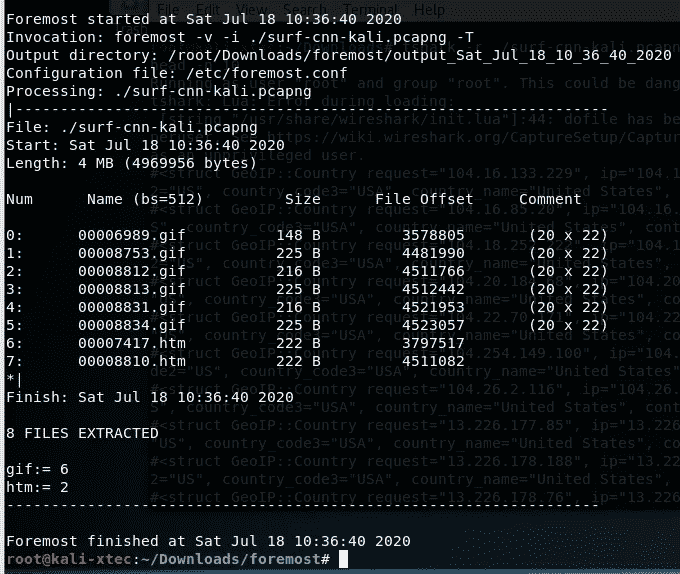 File Edit View Search Terminal Help
Foremost started at Sat Jul 18 10:36:40 2020
Invocation: foremost -v -i ./surf-cnn-kali.pcapng -T
Output directory: /root/Downloads/foremost/output_Sat_Jul_18_10_36_40_2020
Configuration file: /etc/foremost.conf
Processing: ./surf-cnn-kali.pcapng
|------------------------------------------------------------------
File: ./surf-cnn-kali.pcapng
Start: Sat Jul 18 10:36:40 2020
Length: 4 MB (4969956 bytes)
Num Name (bs=512) Size File Offset Comment
0: 00006989.gif 148 B 3578805 (20 x 22)
1: 00008753.gif 225 B 4481990 (20 x 22)
2: 00008812.gif 216 B 4511766 (20 x 22)
3: 00008813.gif 225 B 4512442 (20 x 22)
4: 00008831.gif 216 B 4521953 (20 x 22)
5: 00008834.gif 225 B 4523057 (20 x 22)
6: 00007417.htm 222 B 3797517
7: 00008810.htm 222 B 4511082
*|
Finish: Sat Jul 18 10:36:40 2020
8 FILES EXTRACTED
gif:= 6
htm:= 2
------------------------------------------------------------------
Foremost finished at Sat Jul 18 10:36:40 2020
root@kali-xtec:~/Downloads/foremost#